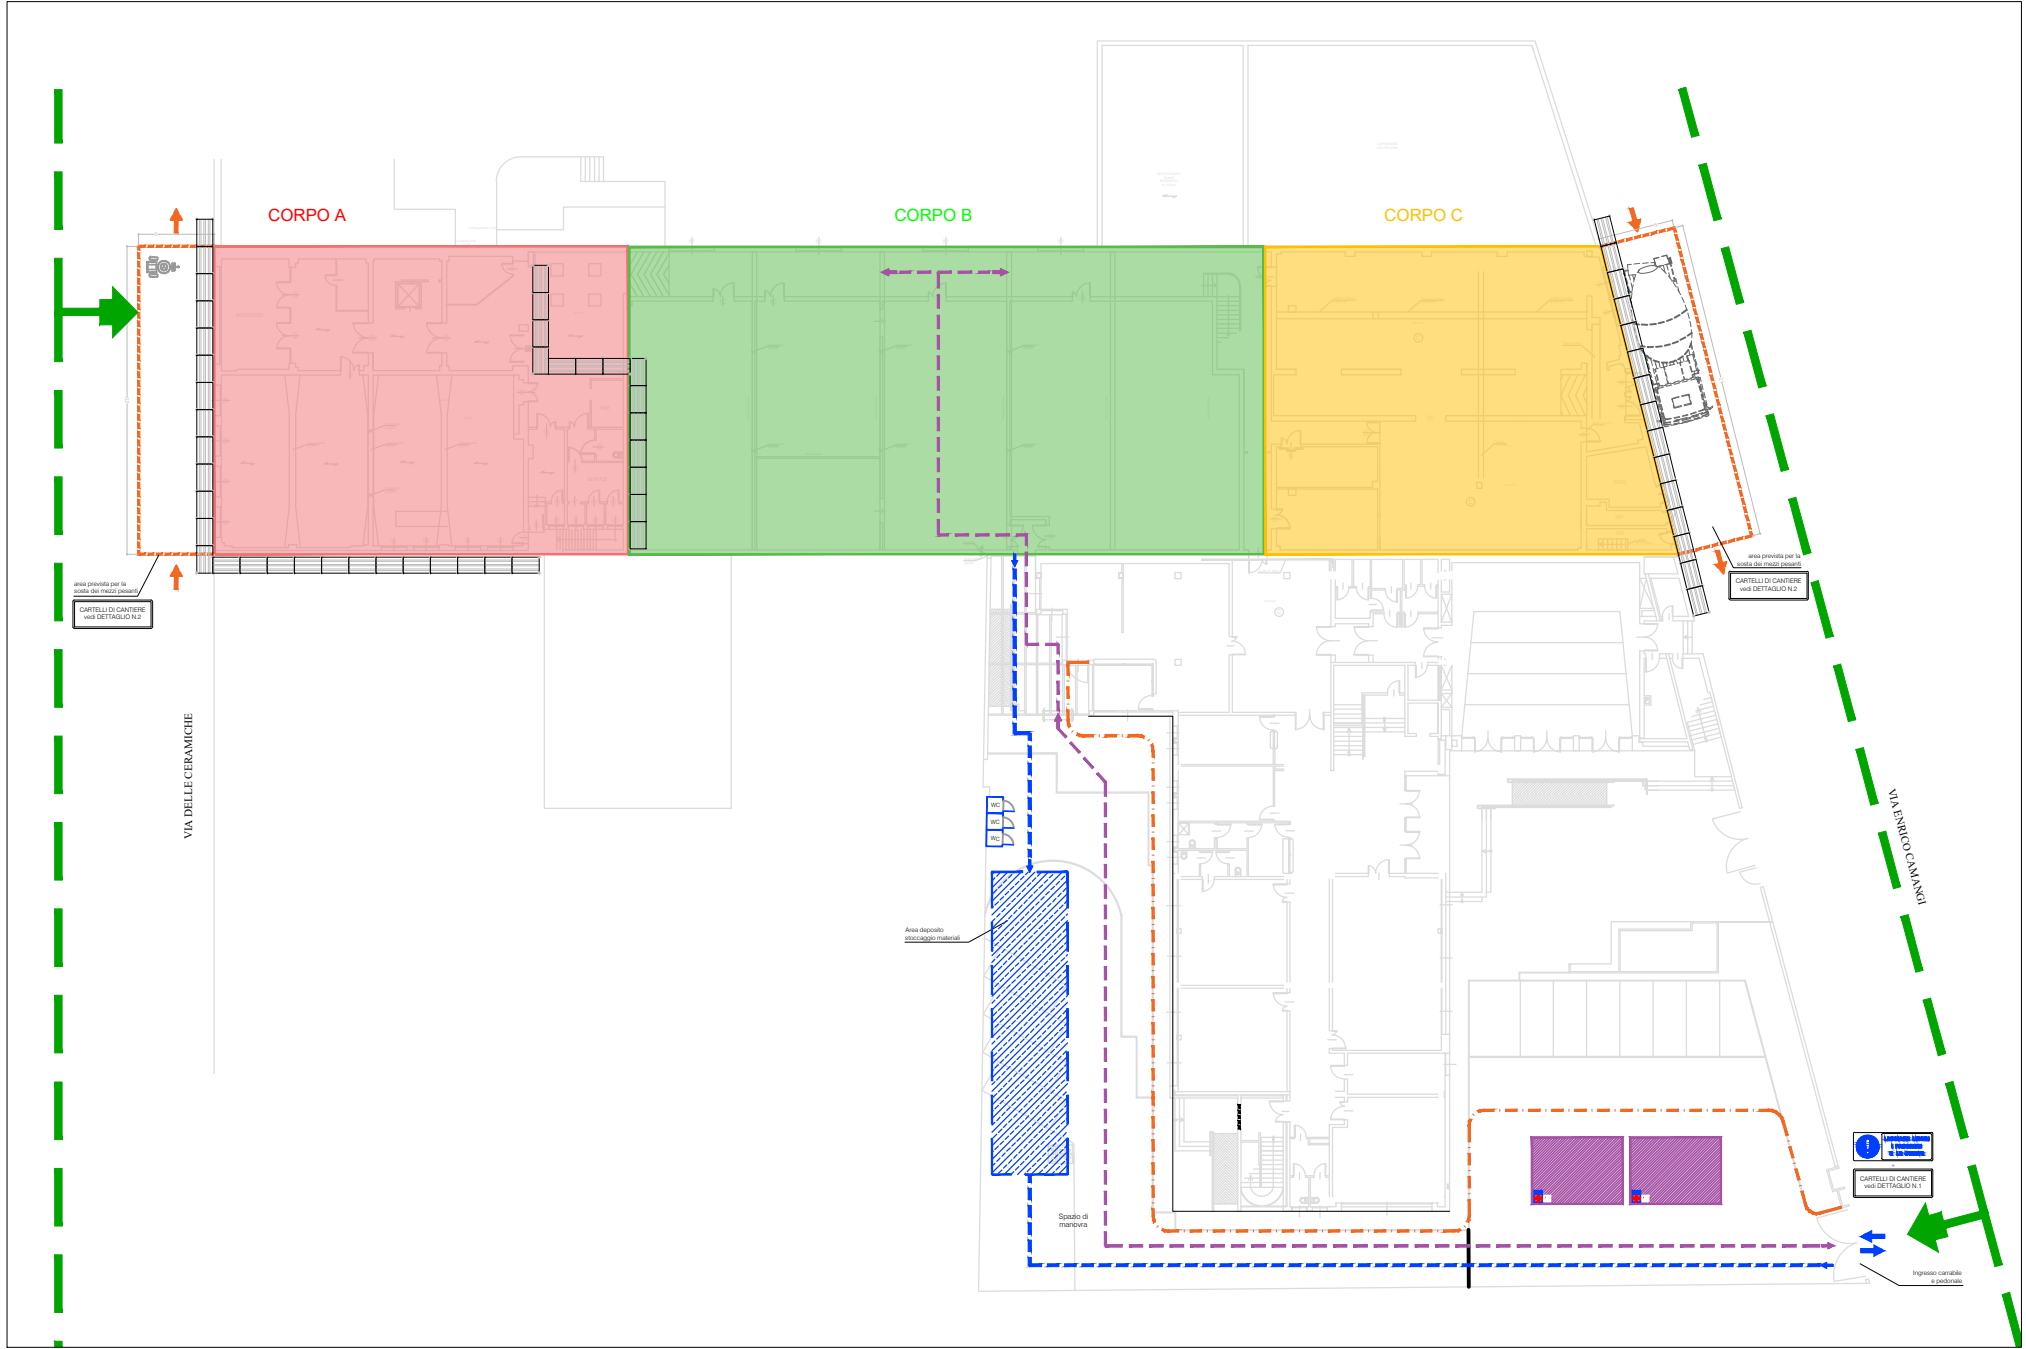 CORPO A
CORPO B
CORPO C
area prevista per la
sosta dei mezzi pesanti
CARTELLI DI CANTIERE
vedi DETTAGLIO N.2
area prevista per la
sosta dei mezzi pesanti
CARTELLI DI CANTIERE
vedi DETTAGLIO N.2
VIA DELLE CERAMICHE
VIA ENRICO CAMANGI
WC
WC
WC
Area deposito
stoccaggio materiali
Spazio di
manovra
CARTELLI DI CANTIERE
vedi DETTAGLIO N.1
Ingresso carrabile
e pedonale